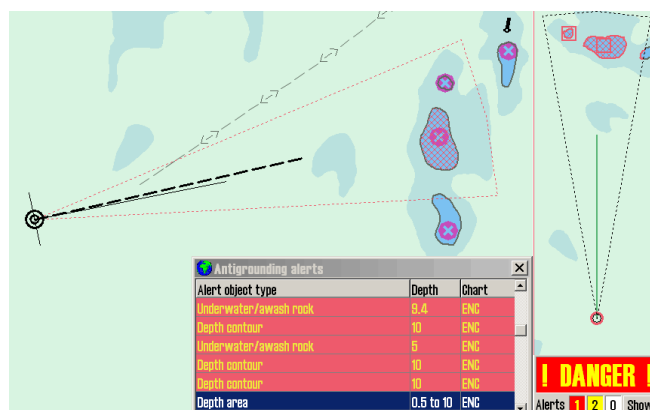 Antigrounding alerts
Alert object type Depth Chart
Underwater/awash rock 9.4 ENC
Depth contour 10 ENC
Underwater/awash rock 5 ENC
Depth contour 10 ENC
Depth contour 10 ENC
Depth area 0.5 to 10 ENC
! DANGER !
Alerts 1 2 0 Show